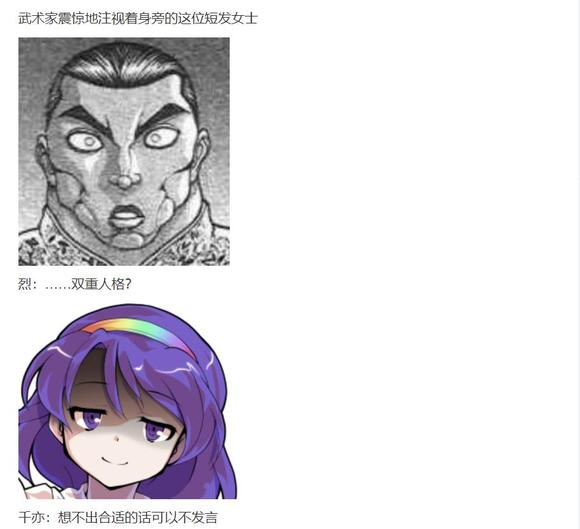 武术家震惊地注视着身旁的这位短发女士
烈：……双重人格？
千亦：想不出合适的话可以不发言